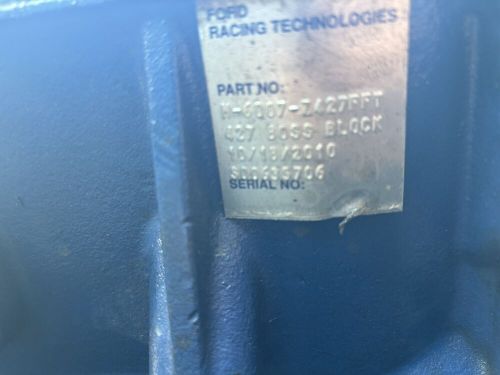 FORD
RACING TECHNOLOGIES
PART NO:
M-6007-Z427FFT
427 BOSS BLOCK
10/18/2010
SERIAL NO: